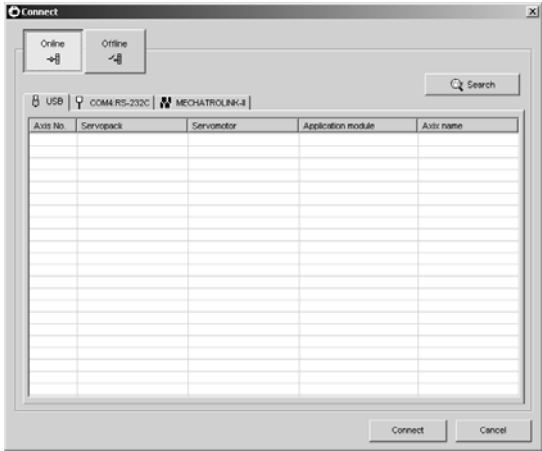 Connect
Online Offline
Search
USB COM4:RS-232C MECHATROLINK-II
Axis No. Servopack Servomotor Application module Axix name
Connect Cancel